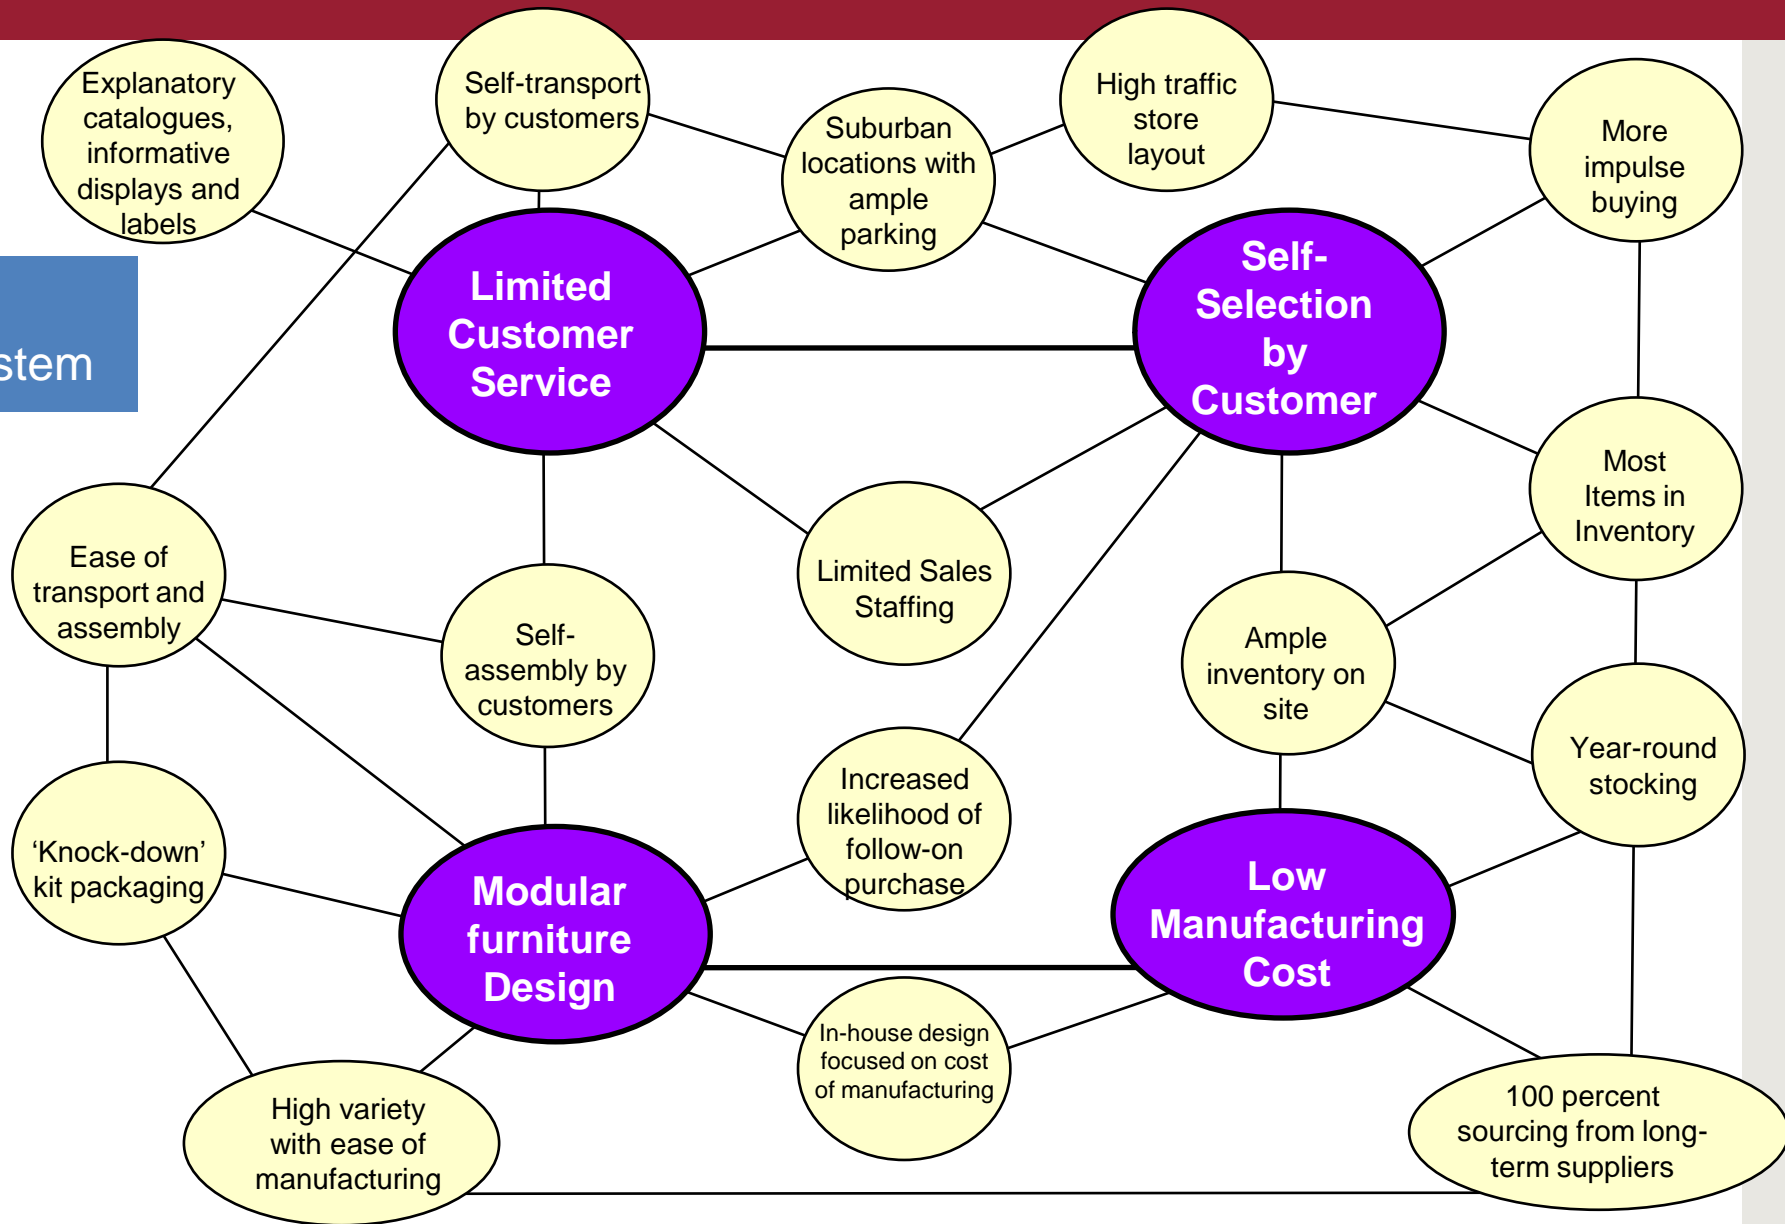 Explanatory
catalogues,
informative
displays and
labels
Self-transport
by customers
Suburban
locations with
ample
parking
High traffic
store
layout
More
impulse
buying
stem
Limited
Customer
Service
Self-
Selection
by
Customer
Most
Items in
Inventory
Ease of
transport and
assembly
Self-
assembly by
customers
Limited Sales
Staffing
Ample
inventory on
site
Year-round
stocking
'Knock-down'
kit packaging
Increased
likelihood of
follow-on
purchase
Modular
furniture
Design
Low
Manufacturing
Cost
In-house design
focused on cost
of manufacturing
High variety
with ease of
manufacturing
100 percent
sourcing from long-
term suppliers